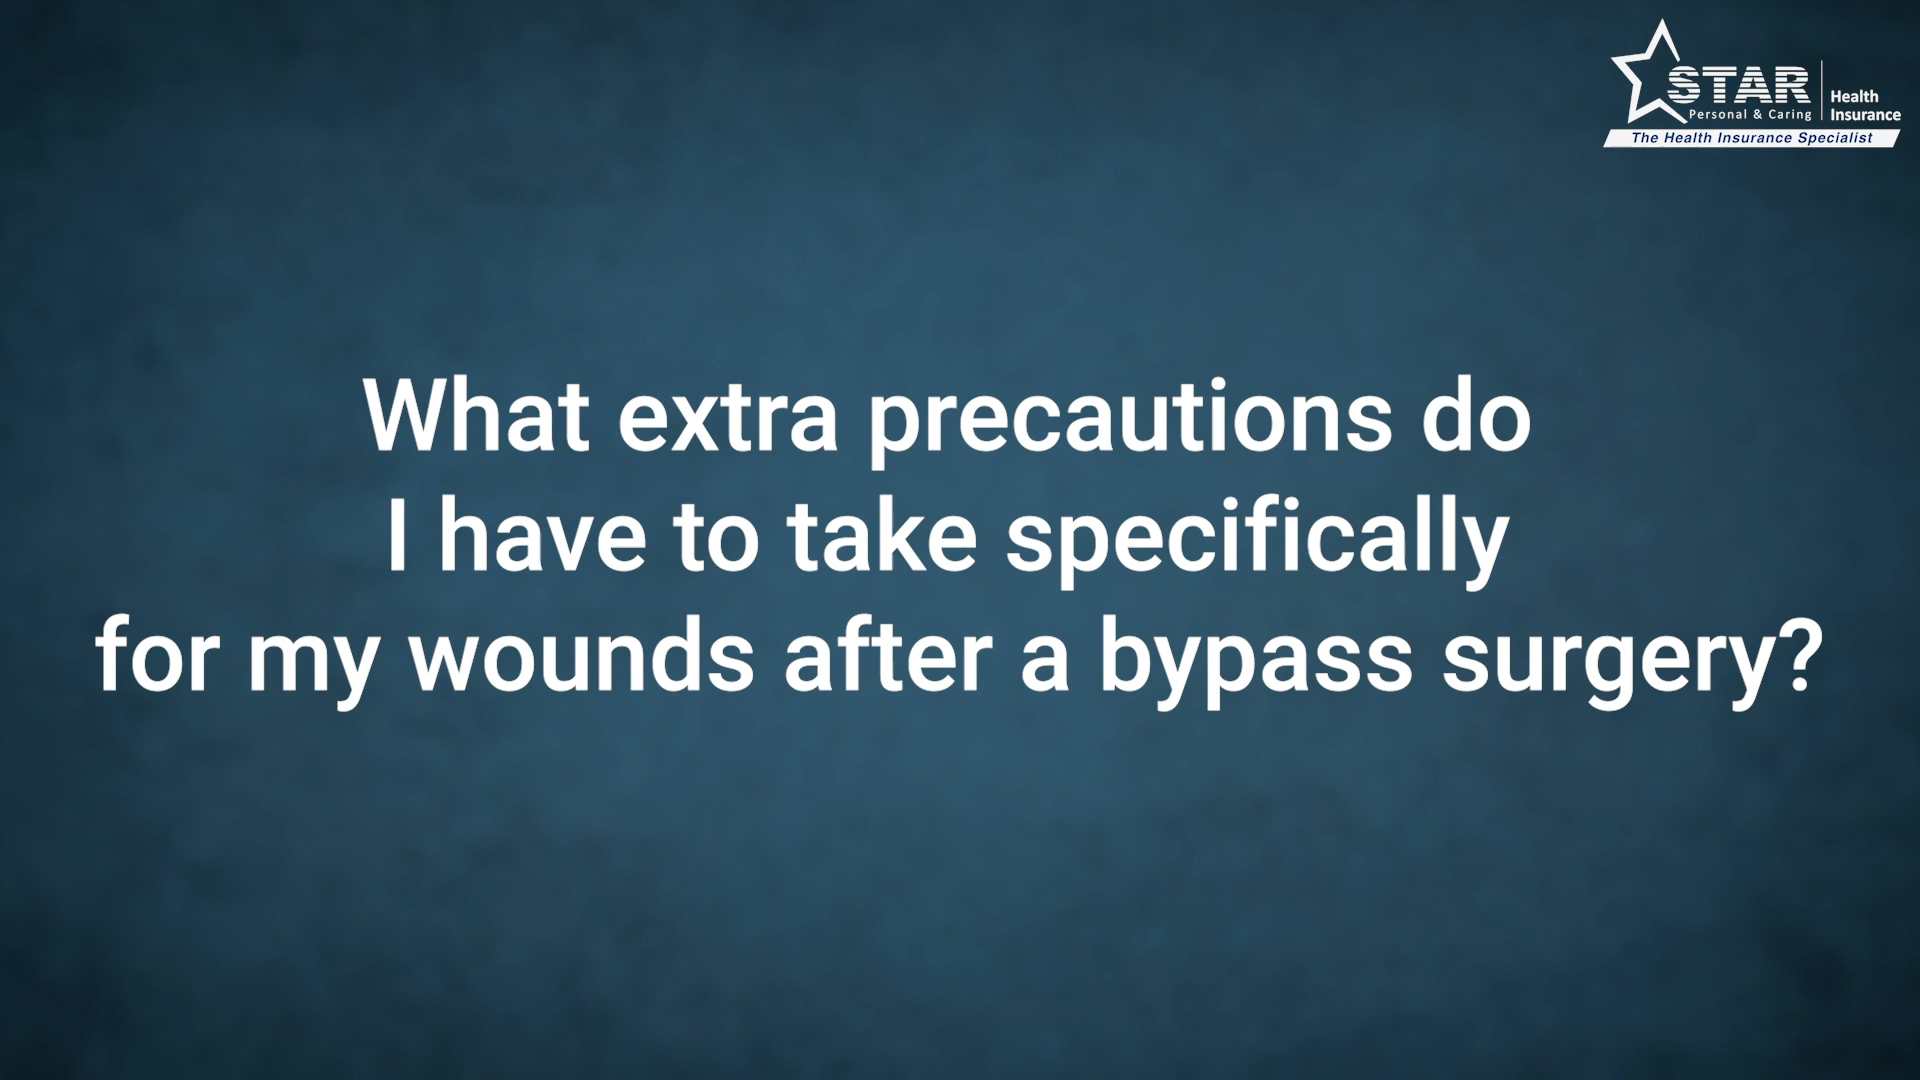 STAR
Personal & Caring
Health
Insurance
The Health Insurance Specialist
What extra precautions do
I have to take specifically
for my wounds after a bypass surgery?